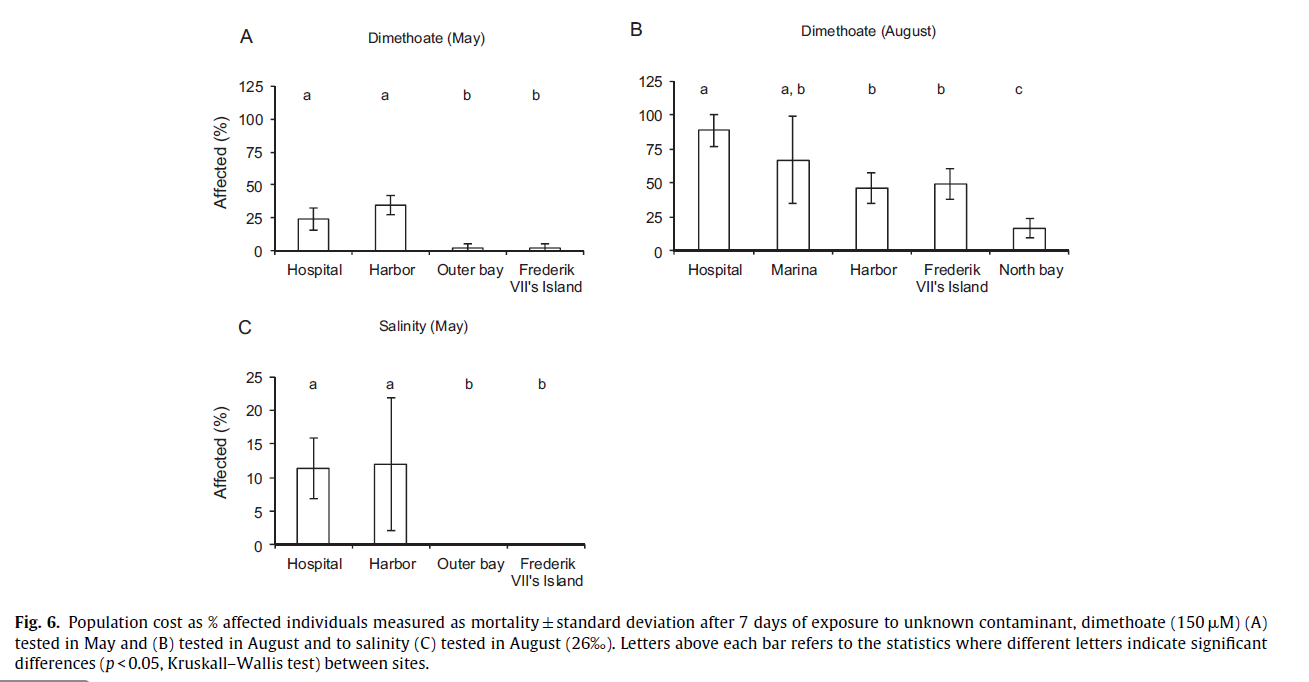 A
Dimethoate (May)
125
100
75
50
25
0
Affected (%)
a
a
b
b
Hospital
Harbor
Outer bay
Frederik
VII's Island
B
Dimethoate (August)
125
100
75
50
25
0
a
a, b
b
b
c
Hospital
Marina
Harbor
Frederik
VII's Island
North bay
C
Salinity (May)
25
20
15
10
5
0
Affected (%)
a
a
b
b
Hospital
Harbor
Outer bay
Frederik
VII's Island
Fig. 6. Population cost as % affected individuals measured as mortality ± standard deviation after 7 days of exposure to unknown contaminant, dimethoate (150 μM) (A)
tested in May and (B) tested in August and to salinity (C) tested in August (26‰). Letters above each bar refers to the statistics where different letters indicate significant
differences (p < 0.05, Kruskall–Wallis test) between sites.